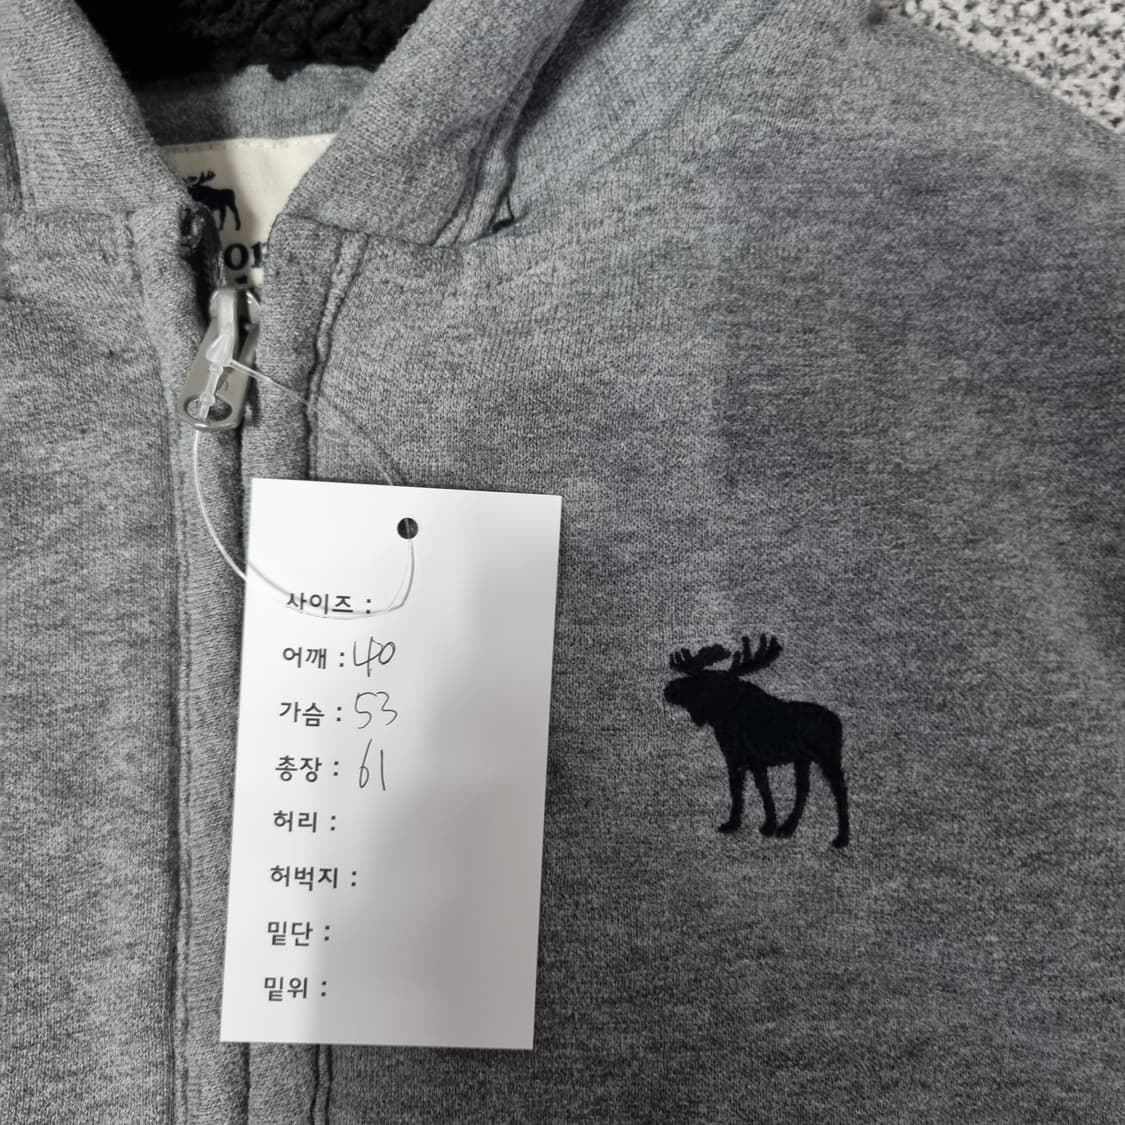 사이즈 :
어깨 : 40
가슴 : 53
총장 : 61
허리 :
허벅지 :
밑단 :
밑위 :